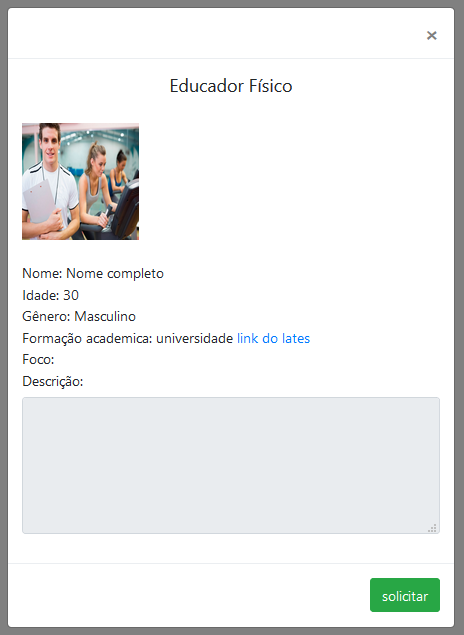 ×
Educador Físico
Nome: Nome completo
Idade: 30
Gênero: Masculino
Formação academica: universidade link do lates
Foco:
Descrição:
solicitar